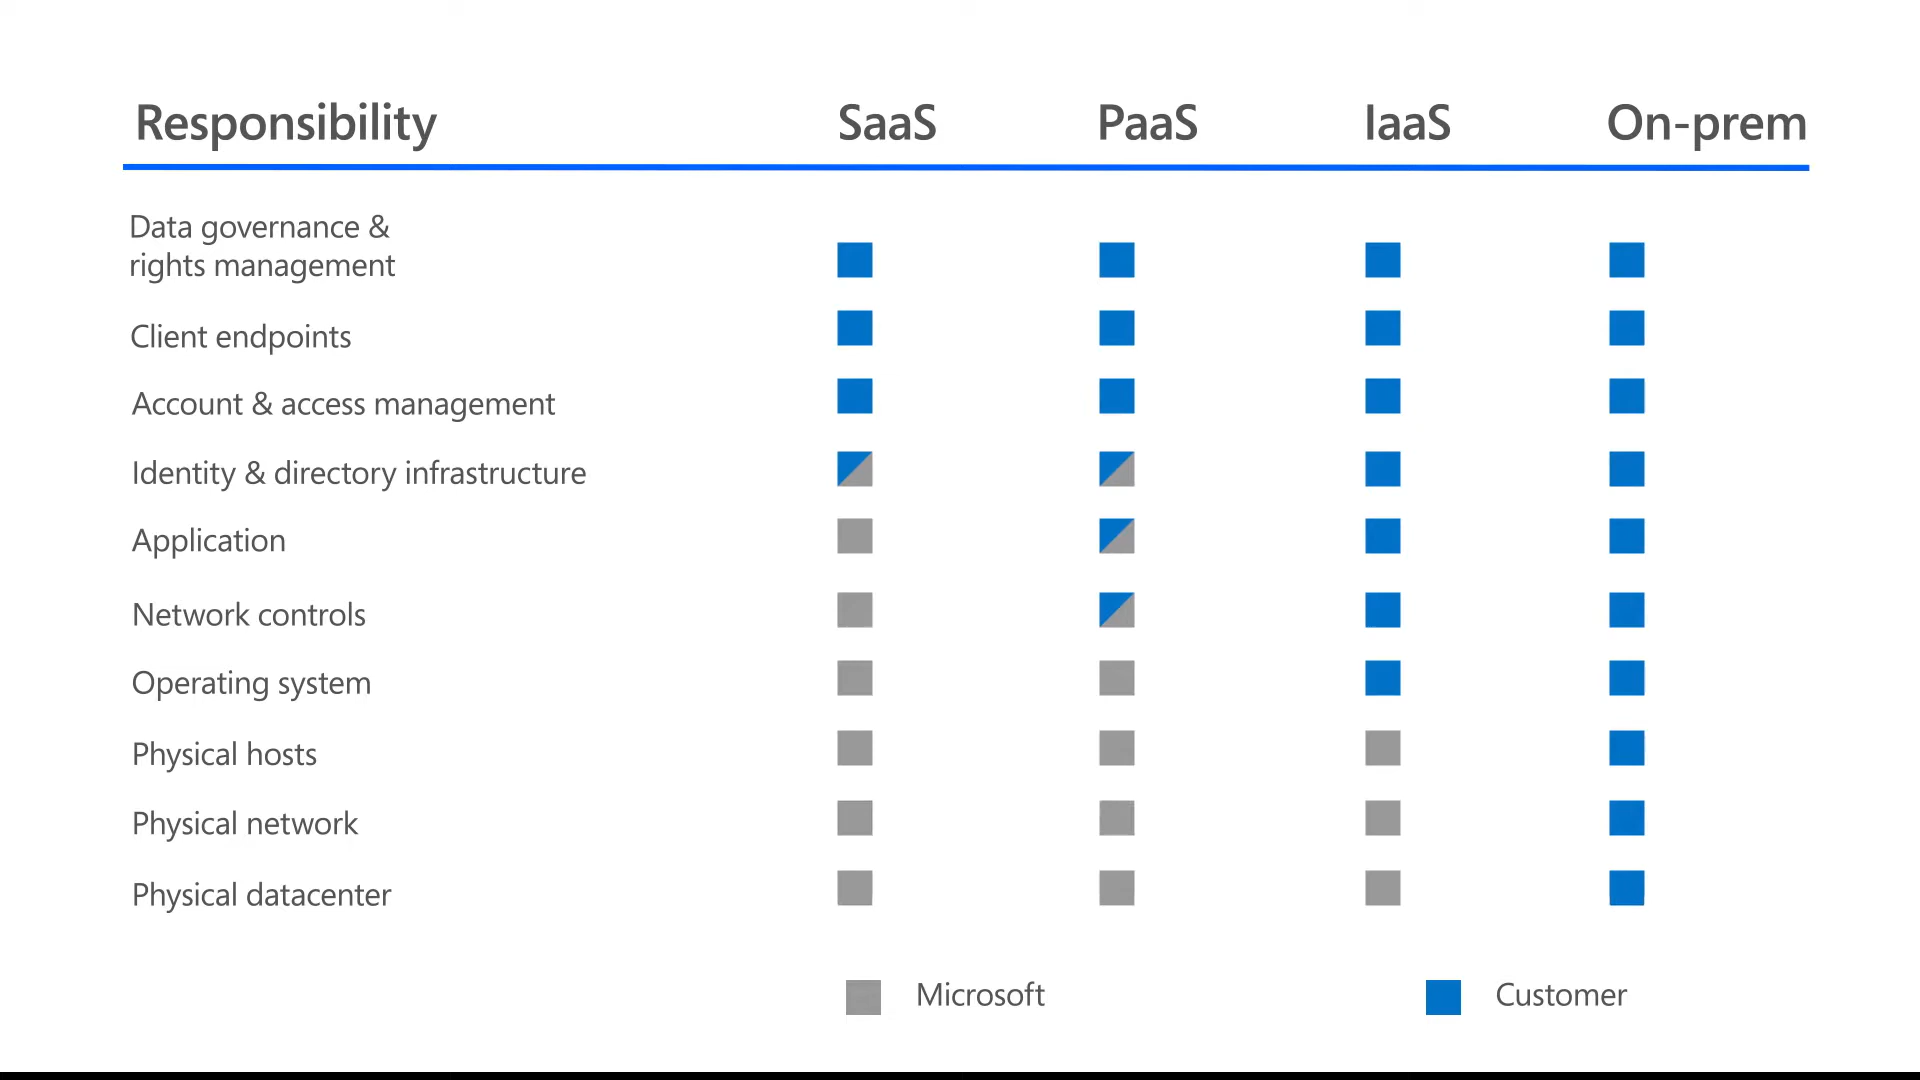 Responsibility SaaS PaaS IaaS On-prem
Data governance &
rights management
Client endpoints
Account & access management
Identity & directory infrastructure
Application
Network controls
Operating system
Physical hosts
Physical network
Physical datacenter
Microsoft Customer